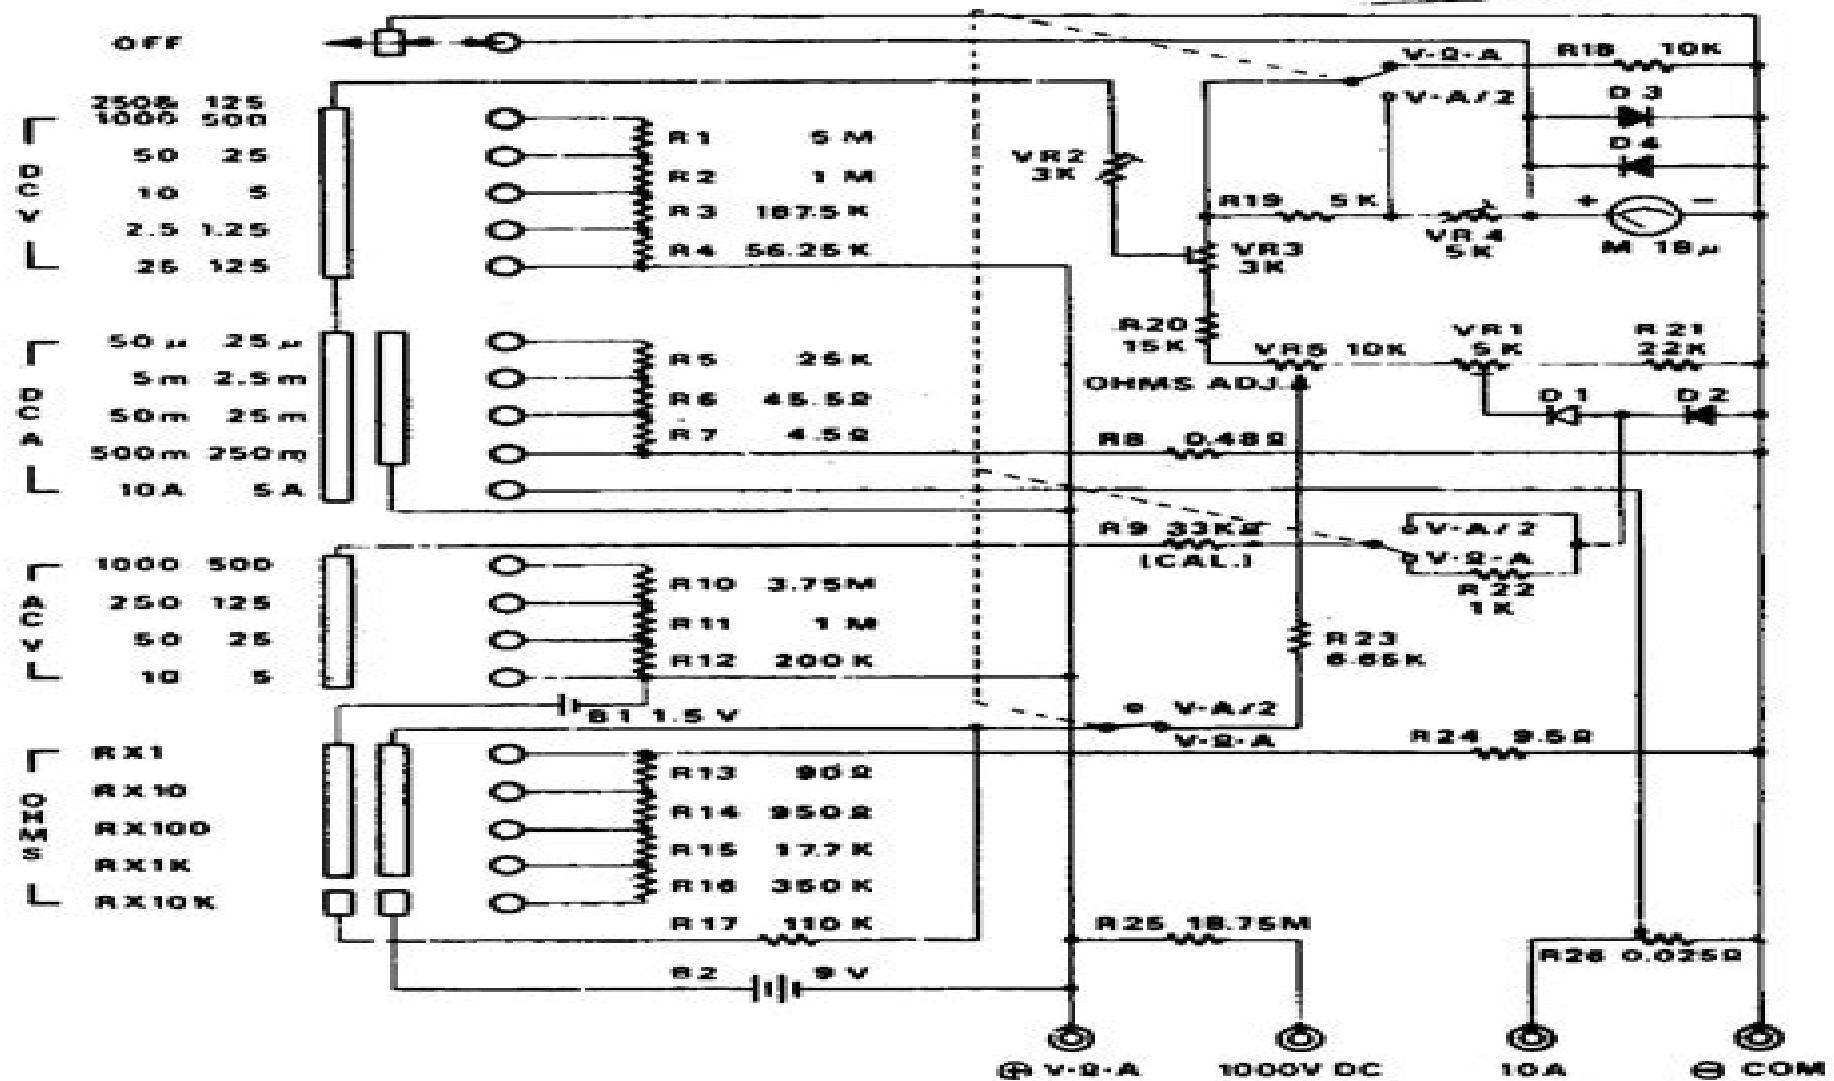 OFF
250& 125
1000 500
50 25
10 5
2.5 1.25
25 125
DCV
50μ 25μ
5m 2.5m
50m 25m
500m 250m
10A 5A
DCA
1000 500
250 125
50 25
10 5
ACV
RX1
RX10
RX100
RX1K
RX10K
OHMS
R1 5M
R2 1M
R3 187.5K
R4 56.25K
R5 25K
R6 45.5Ω
R7 4.5Ω
R8 0.48Ω
R9 33KΩ
(CAL.)
R10 3.75M
R11 1M
R12 200K
B1 1.5V
R13 90Ω
R14 950Ω
R15 17.7K
R16 350K
R17 110K
B2 9V
VR2
3K
V-Ω-A
V-A/2
R18 10K
D3
D4
R19 5K
VR4
5K
+ −
M 18μ
VR3
3K
R20
15K
VR5 10K
OHMS ADJ.
VR1
5K
R21
22K
D1 D2
V-A/2
V-Ω-A
R22
1K
R23
6.65K
V-A/2
V-Ω-A
R24 9.5Ω
R25 18.75M
R26 0.025Ω
⊕ V-Ω-A 1000V DC 10A ⊖ COM